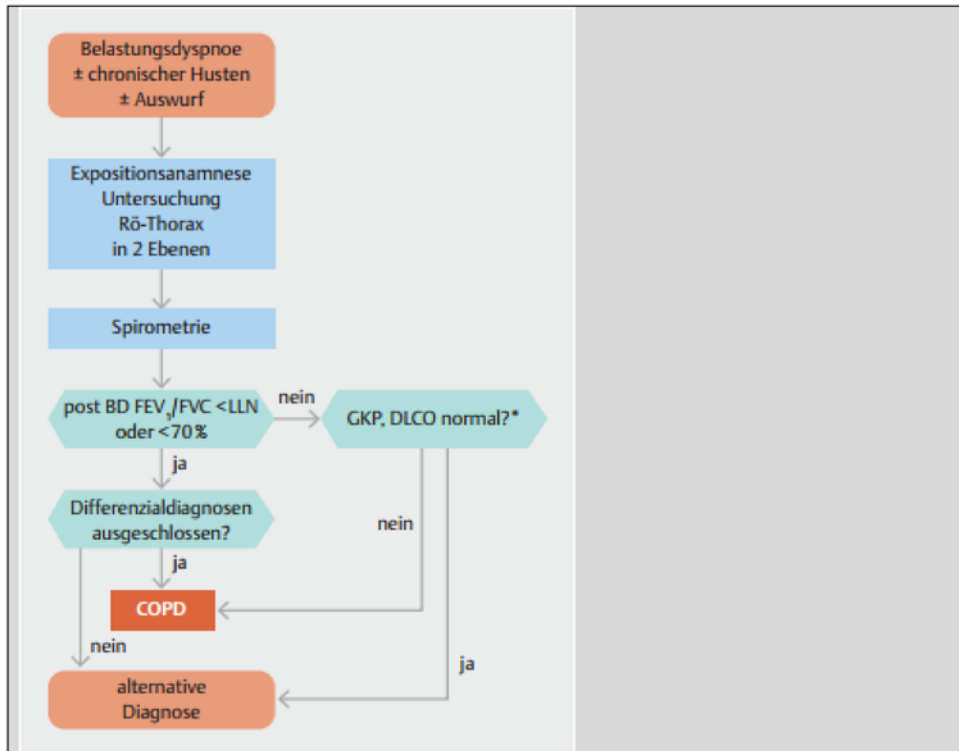 Belastungsdyspnoe
± chronischer Husten
± Auswurf
Expositionsanamnese
Untersuchung
Rö-Thorax
in 2 Ebenen
Spirometrie
post BD FEV₁/FVC <LLN
oder <70%
nein
GKP, DLCO normal?*
ja
Differenzialdiagnosen
ausgeschlossen?
nein
ja
COPD
nein
ja
alternative
Diagnose